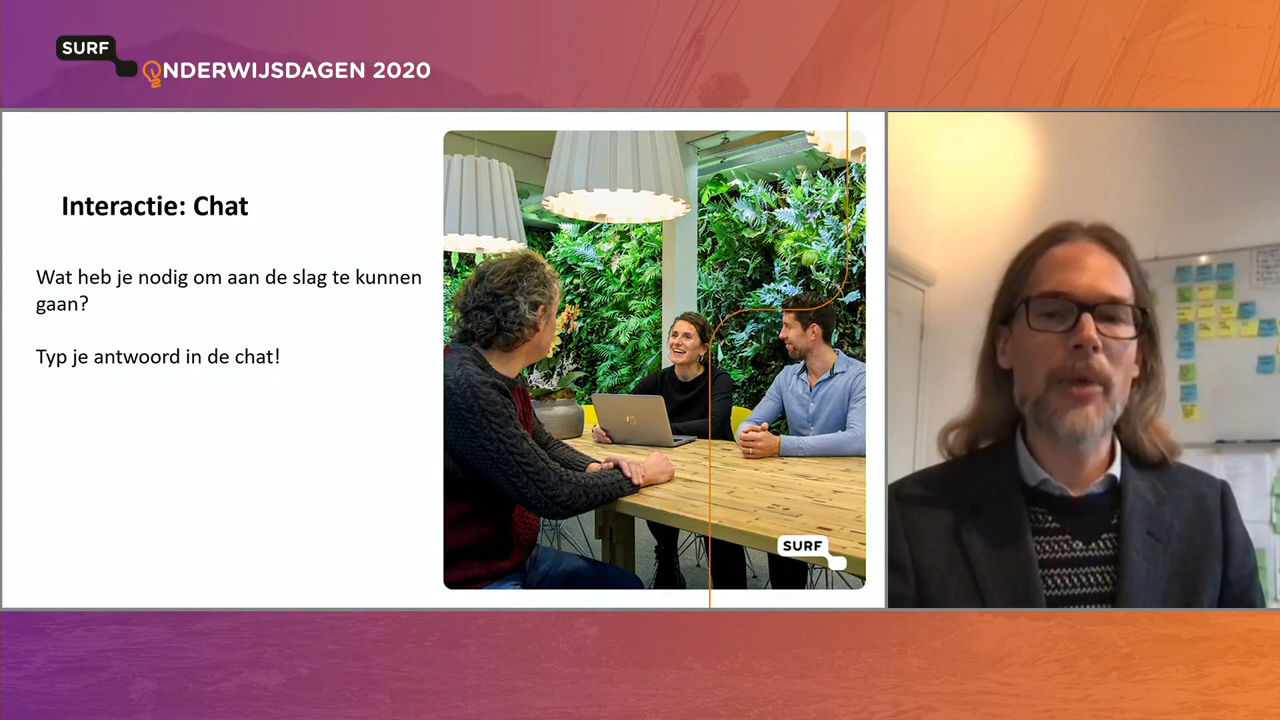 SURF
ONDERWIJSDAGEN 2020
Interactie: Chat
Wat heb je nodig om aan de slag te kunnen
gaan?
Typ je antwoord in de chat!
SURF